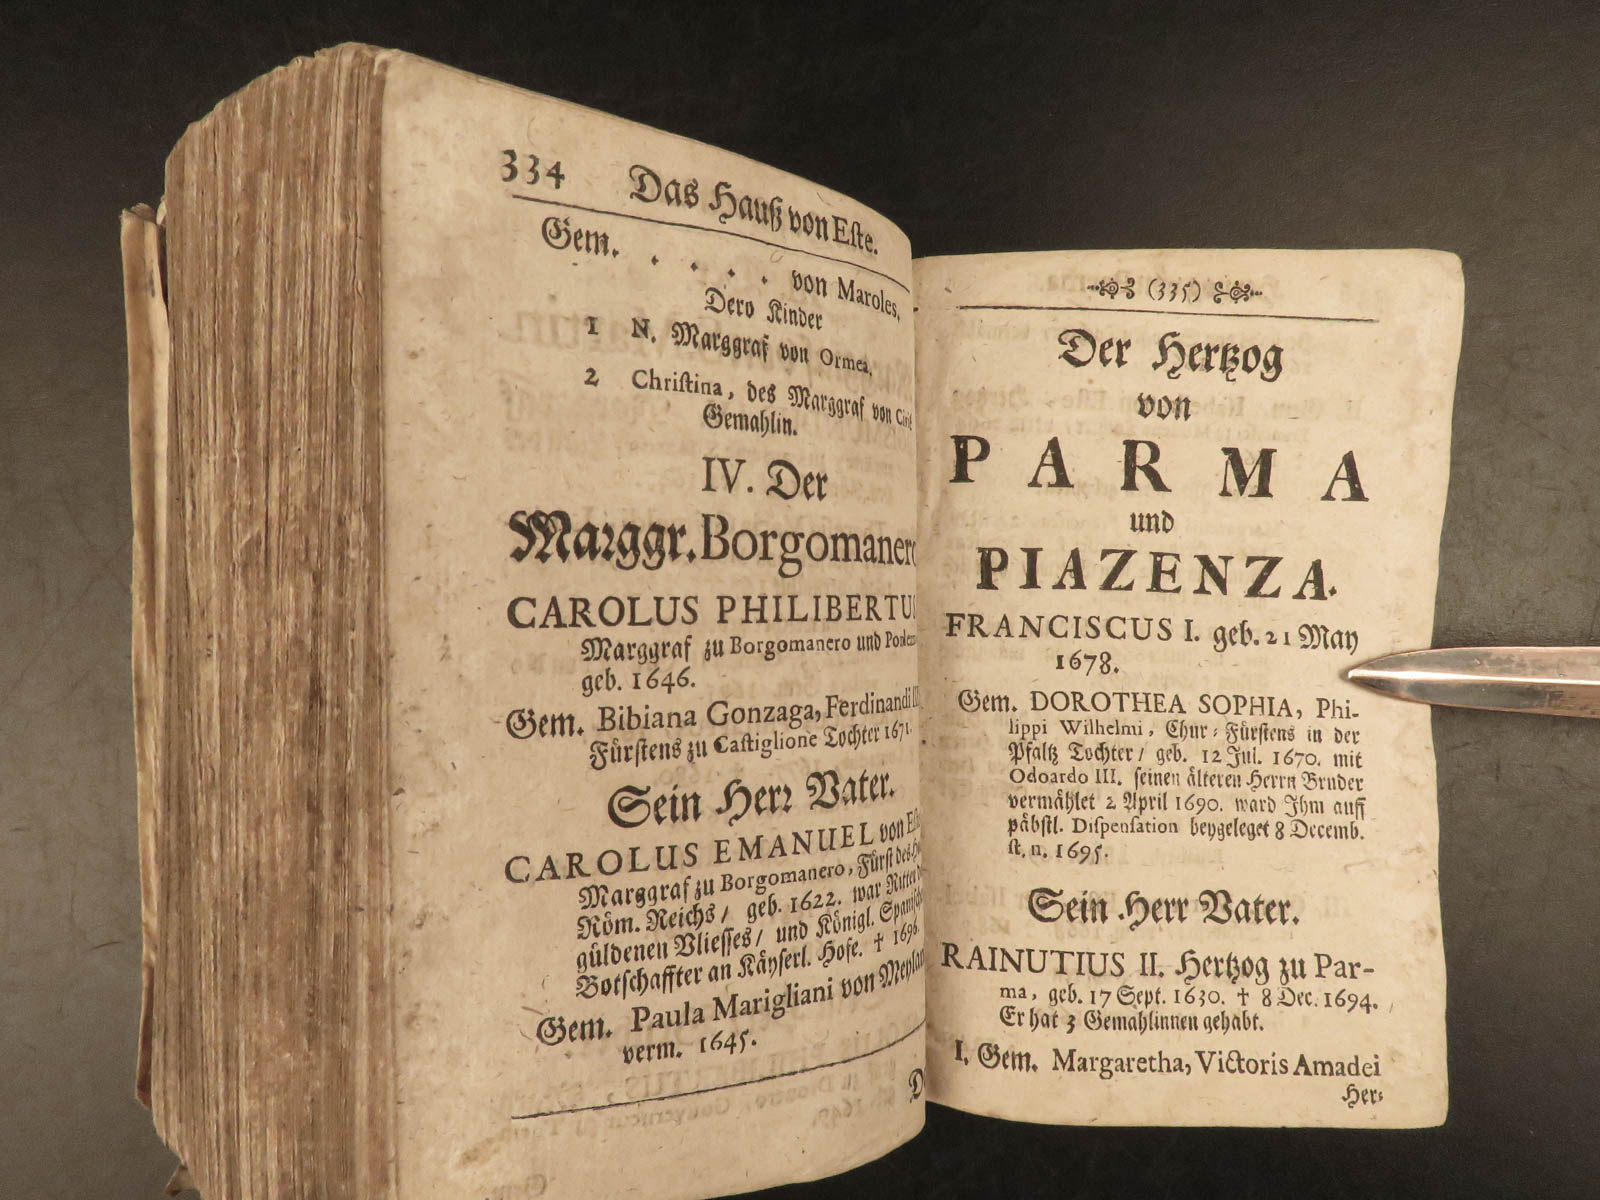 334 Das Hauß von Este.
Gem. . . . . von Maroles,
Dero Kinder
1 N. Marggraf von Ormea,
2 Christina, des Marggraf von
Gemahlin.
IV. Der
Marggr. Borgomanero
CAROLUS PHILIBERTUS
Marggraf zu Borgomanero und
geb. 1646.
Gem. Bibiana Gonzaga, Ferdinandi
Fürstens zu Castiglione Tochter 1671.
Sein Herr Vater.
CAROLUS EMANUEL von Este
Marggraf zu Borgomanero, Fürst des
Röm. Reichs / geb. 1622. war Ritter
güldenen Vliesses / und Königl. Spanisch
Botschaffter an Käyserl. Hofe. † 1696.
Gem. Paula Marigliani von Meylan
verm. 1645.
(335)
Der Hertzog
von
PARMA
und
PIAZENZA.
FRANCISCUS I. geb. 21 May
1678.
Gem. DOROTHEA SOPHIA, Phi-
lippi Wilhelmi, Chur-Fürstens in der
Pfaltz Tochter / geb. 12 Jul. 1670. mit
Odoardo III. seinen älteren Herrn Bruder
vermählet 2 April 1690. ward Ihm auff
päbstl. Dispensation beygeleget 8 Decemb.
st. n. 1695.
Sein Herr Vater.
RAINUTIUS II. Hertzog zu Par-
ma, geb. 17 Sept. 1630. † 8 Dec. 1694.
Er hat 3 Gemahlinnen gehabt.
I. Gem. Margaretha, Victoris Amadei
Her-